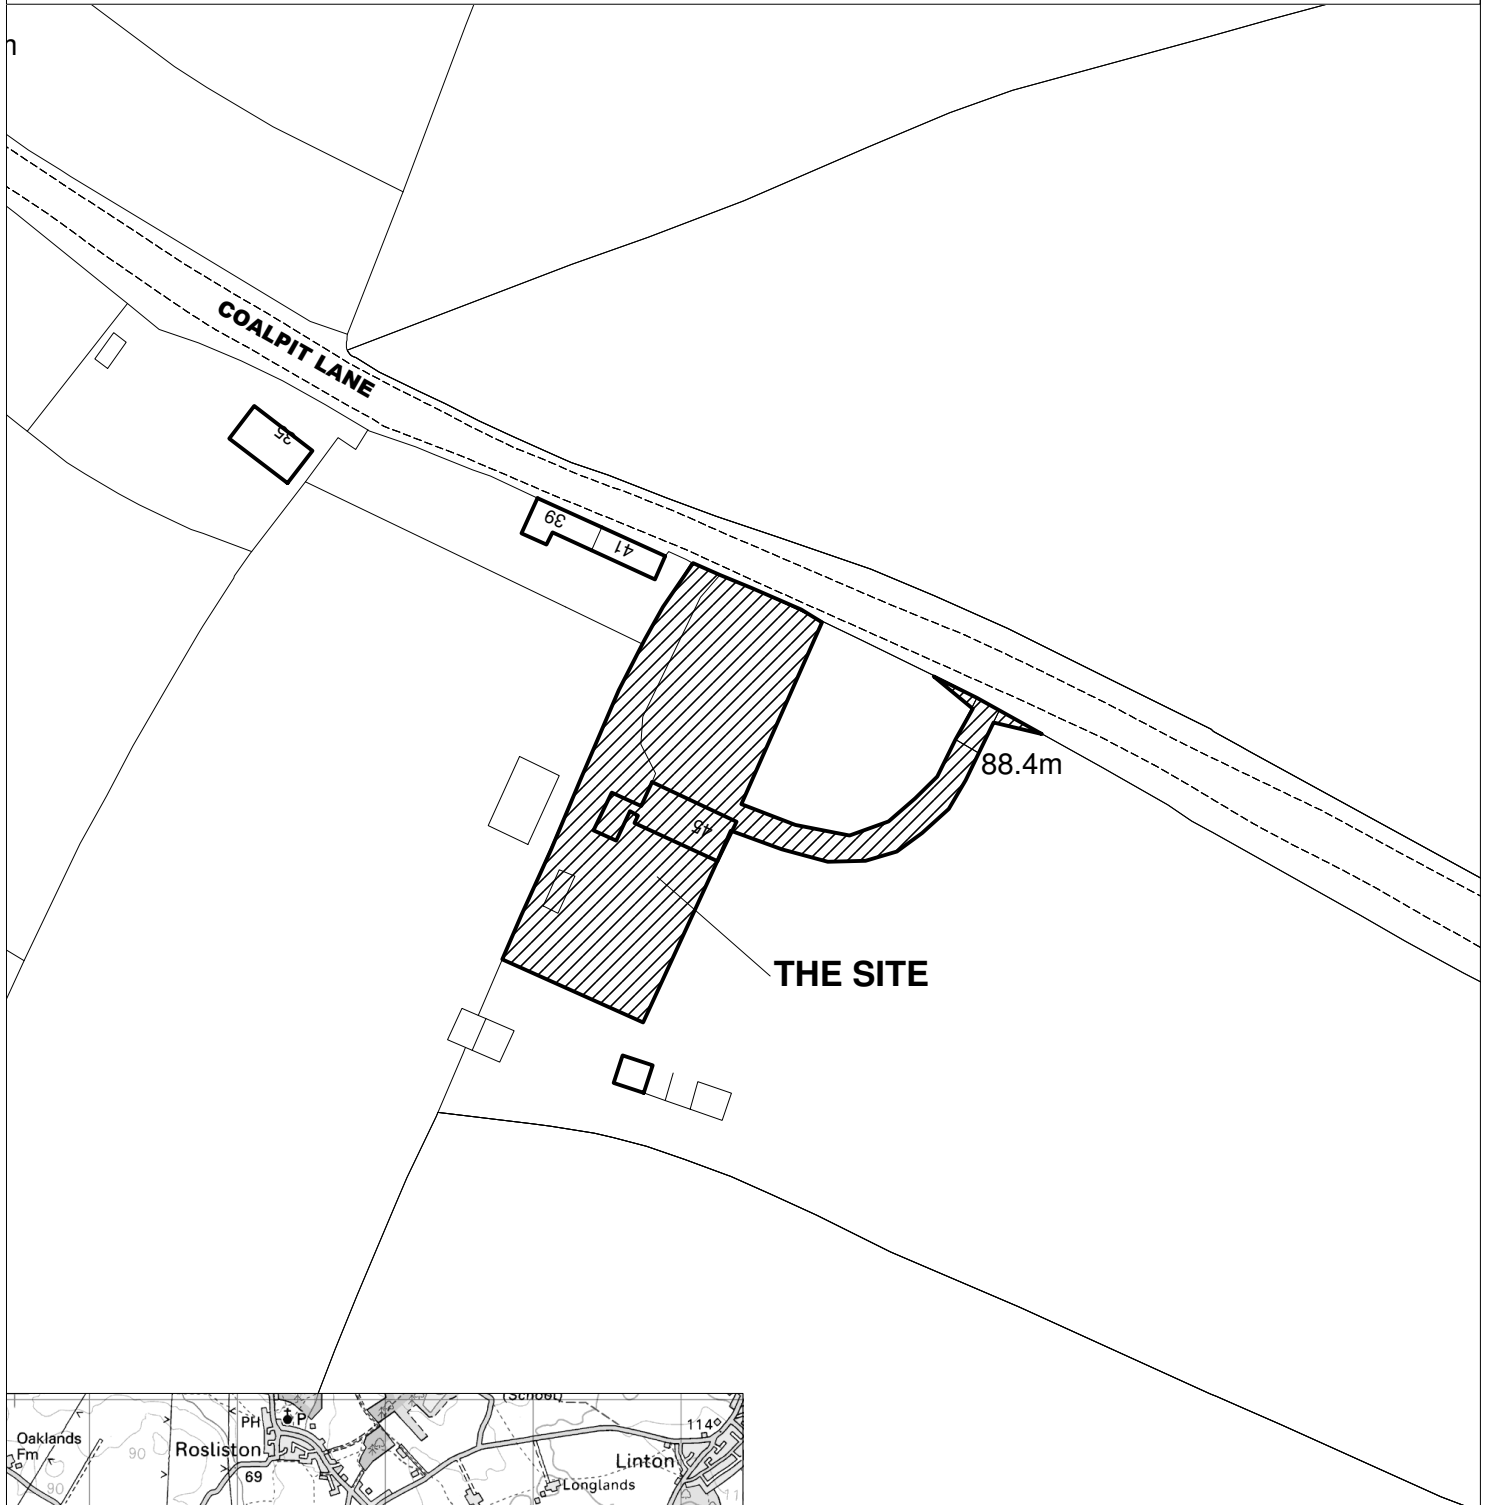 COALPIT LANE
35
39
41
45
88.4m
THE SITE
(School)
PH
P
114
Oaklands
Fm
90
Rosliston
Linton
69
90
Longlands